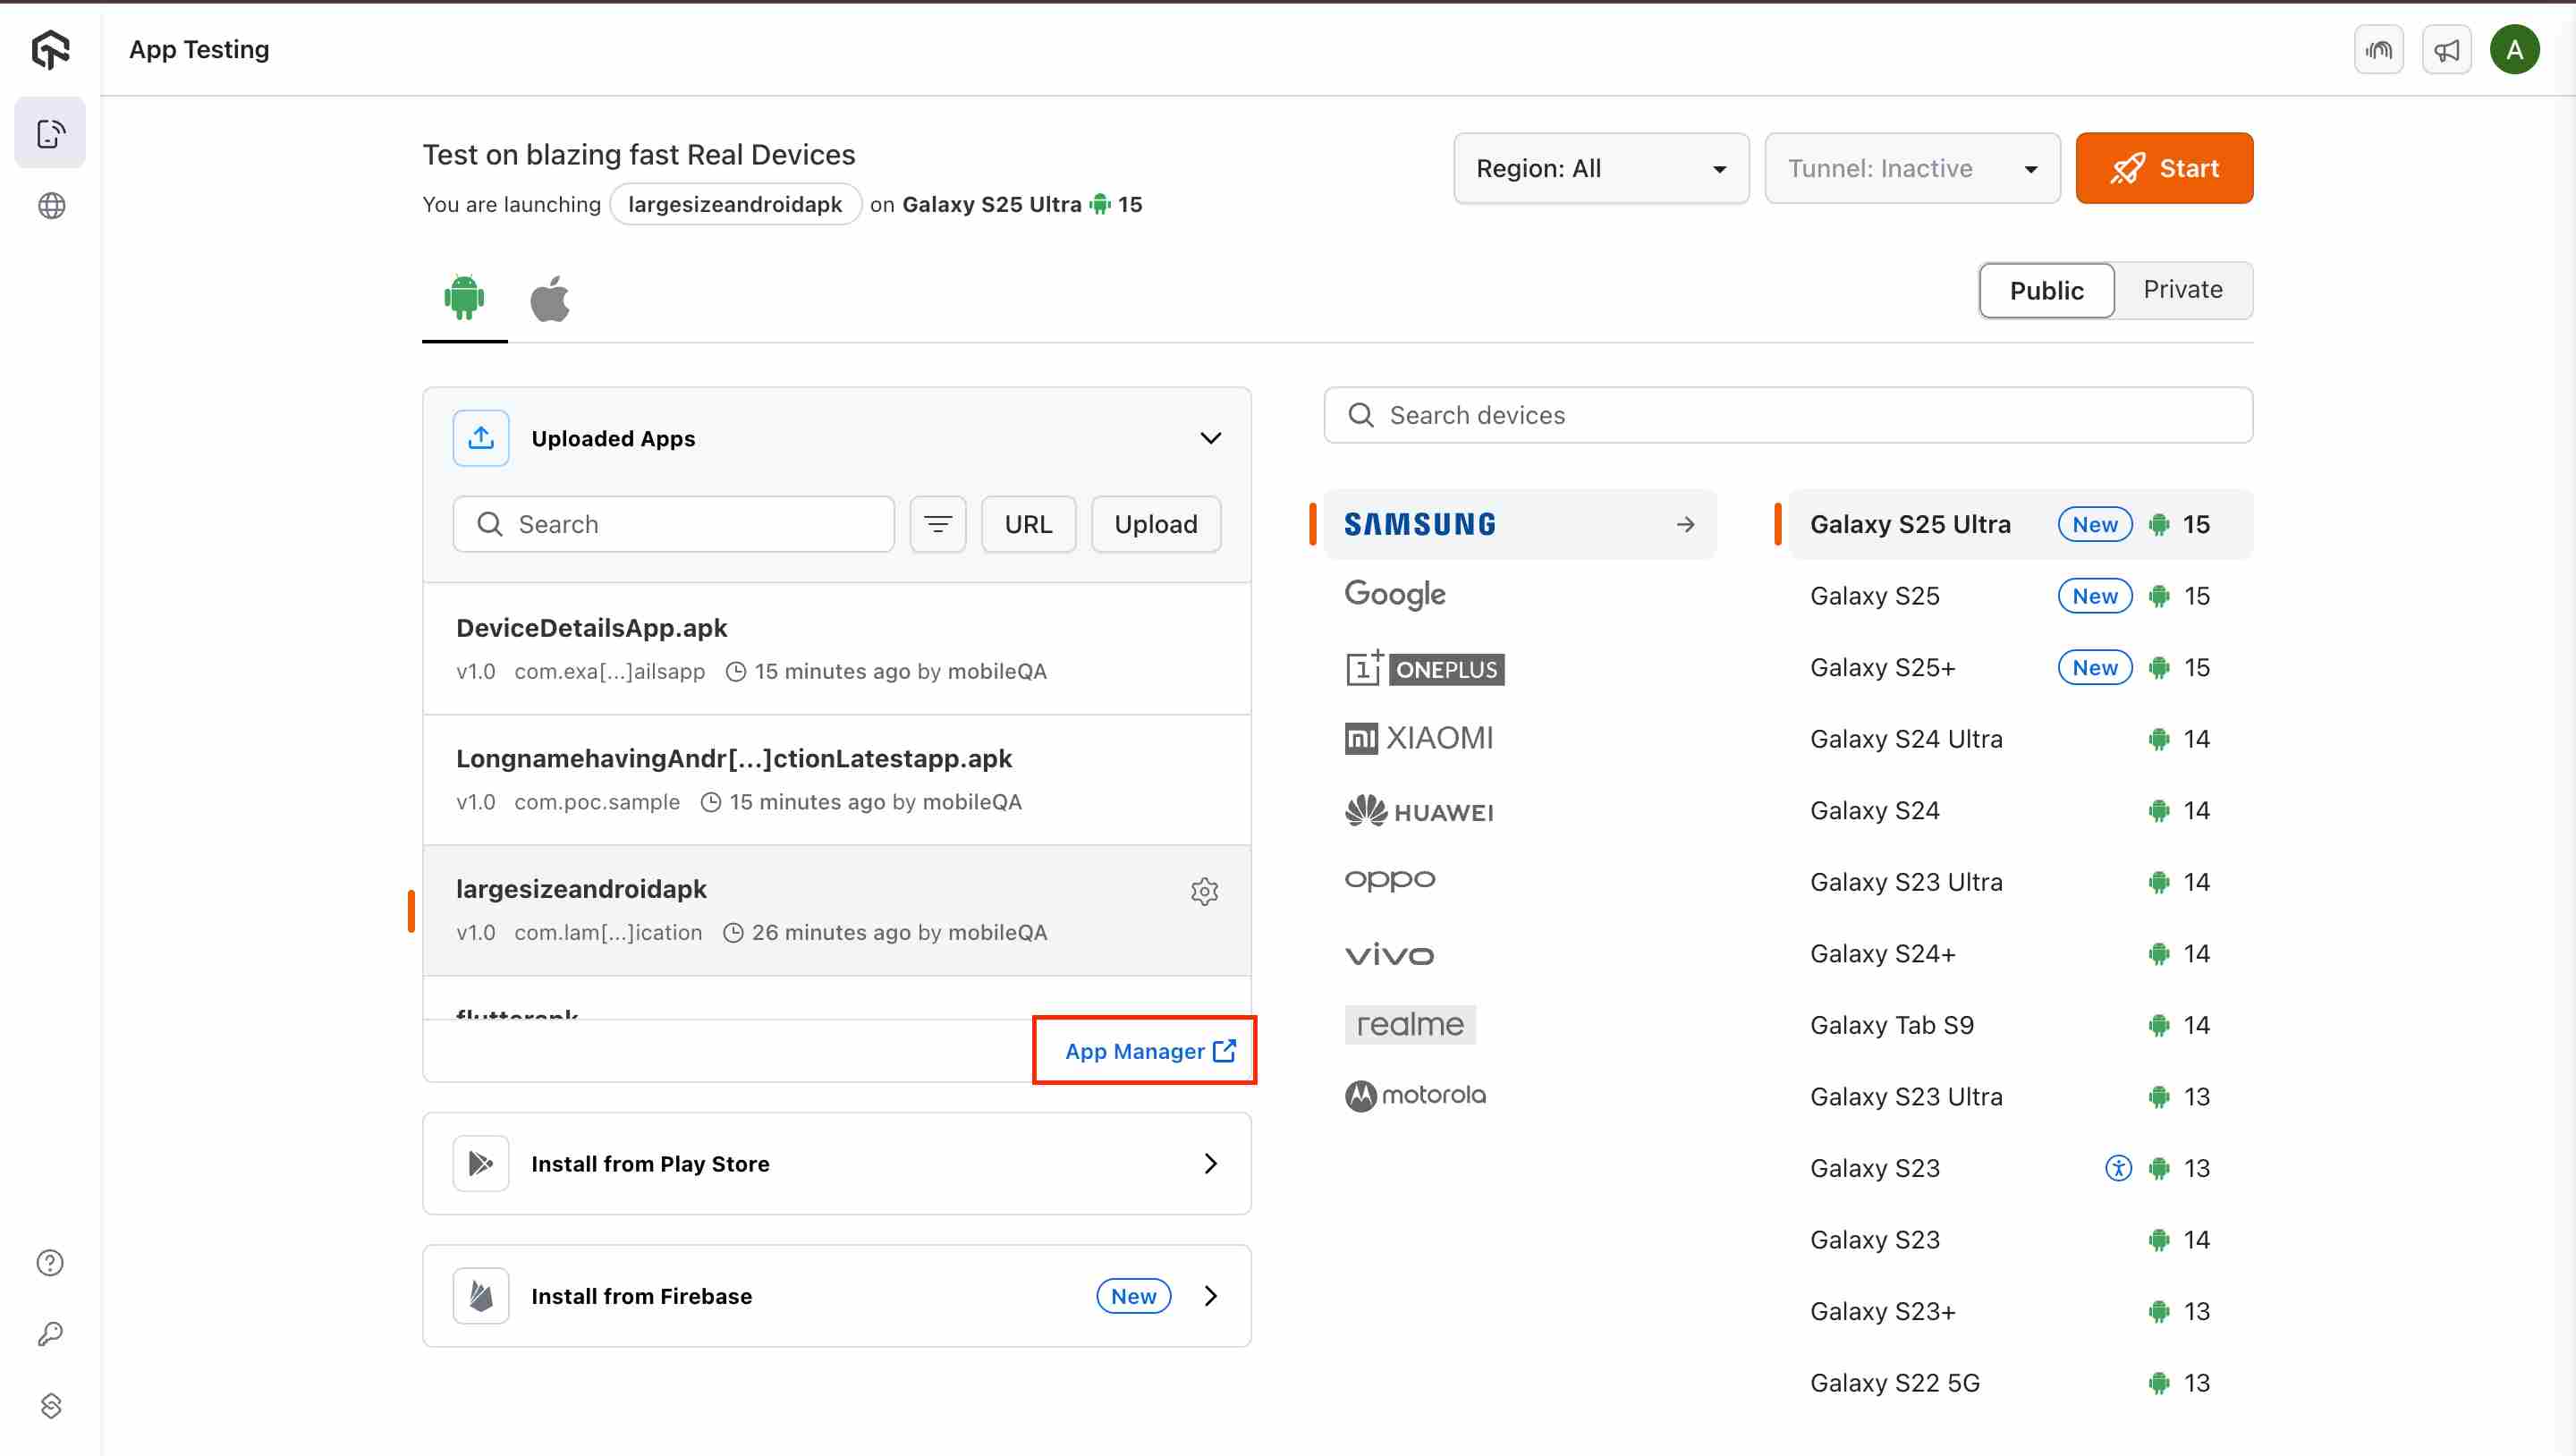 App Testing
A
Test on blazing fast Real Devices
You are launching largesizeandroidapk on Galaxy S25 Ultra 15
Region: All
Tunnel: Inactive
Start
Public
Private
Uploaded Apps
Search
URL
Upload
DeviceDetailsApp.apk
v1.0 com.exa[...]ailsapp 15 minutes ago by mobileQA
LongnamehavingAndr[...]ctionLatestapp.apk
v1.0 com.poc.sample 15 minutes ago by mobileQA
largesizeandroidapk
v1.0 com.lam[...]ication 26 minutes ago by mobileQA
flutterapk
App Manager
Install from Play Store
Install from Firebase
New
Search devices
SAMSUNG
Google
1+ ONEPLUS
mi XIAOMI
HUAWEI
oppo
vivo
realme
motorola
Galaxy S25 Ultra New 15
Galaxy S25 New 15
Galaxy S25+ New 15
Galaxy S24 Ultra 14
Galaxy S24 14
Galaxy S23 Ultra 14
Galaxy S24+ 14
Galaxy Tab S9 14
Galaxy S23 Ultra 13
Galaxy S23 13
Galaxy S23 14
Galaxy S23+ 13
Galaxy S22 5G 13